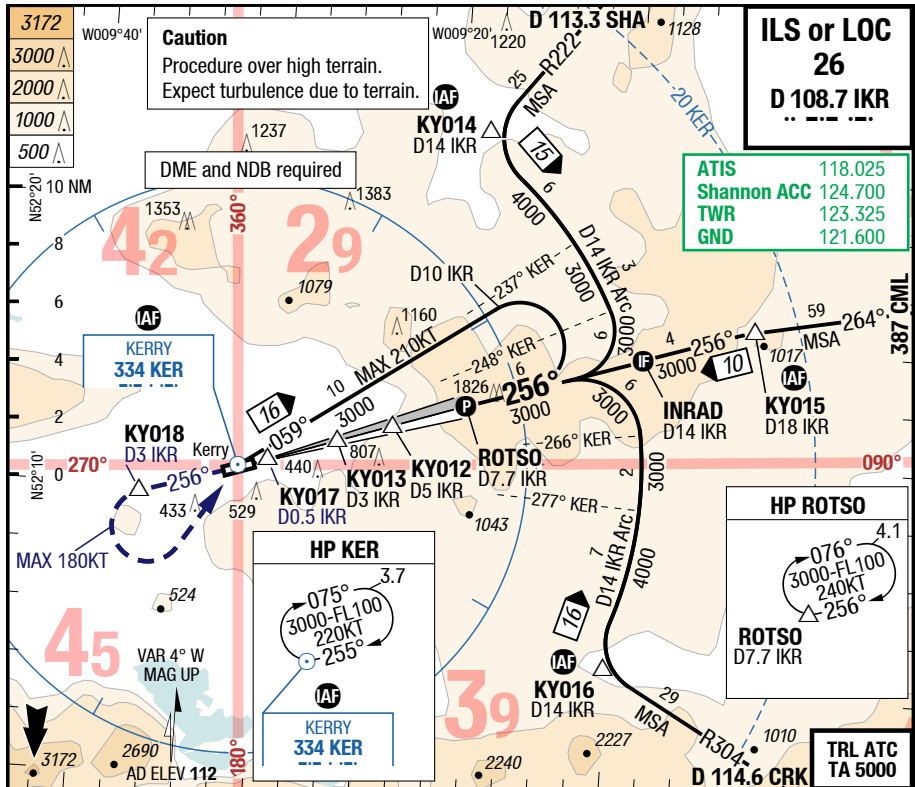 3172
3000
2000
1000
500
W009°40'
Caution
Procedure over high terrain.
Expect turbulence due to terrain.
W009°20'
1220
D 113.3 SHA
1128
ILS or LOC
26
D 108.7 IKR
20 KER
R222
25
MSA
IAF
KY014
D14 IKR
15
6
4000
1237
DME and NDB required
ATIS 118.025
Shannon ACC 124.700
TWR 123.325
GND 121.600
N52°20'
10 NM
8
6
4
2
0
N52°10'
360°
1353
1383
42
29
1079
D10 IKR
237° KER
D14 IKR Arc
3
3000
9
3000
1160
248° KER
6
10
MAX 210KT
3000
1826
256°
3000
P
IF
4
256°
3000
10
59
MSA
264°
387 CML
1017
IAF
KY015
D18 IKR
INRAD
D14 IKR
IAF
KERRY
334 KER
16
059°
KY018
D3 IKR
Kerry
256°
270°
090°
440
807
KY017
D0.5 IKR
KY013
D3 IKR
KY012
D5 IKR
ROTSO
D7.7 IKR
266° KER
277° KER
6
3000
2
3000
433
529
1043
MAX 180KT
524
HP KER
075°
3.7
3000-FL100
220KT
255°
IAF
KERRY
334 KER
7
D14 IKR Arc
4000
16
IAF
KY016
D14 IKR
29
MSA
R304
D 114.6 CRK
HP ROTSO
076°
4.1
3000-FL100
240KT
256°
ROTSO
D7.7 IKR
45
39
VAR 4° W
MAG UP
3172
2690
AD ELEV 112
180°
2240
2227
1010
TRL ATC
TA 5000